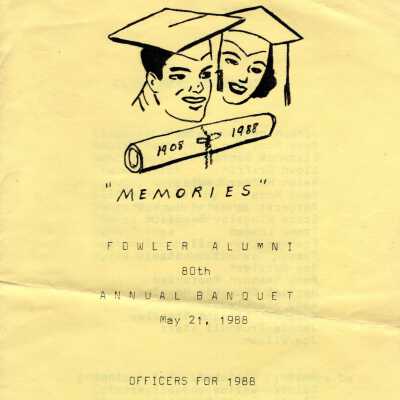 1908 1988
"MEMORIES"
FOWLER ALUMNI
80th
ANNUAL BANQUET
May 21, 1988
OFFICERS FOR 1988